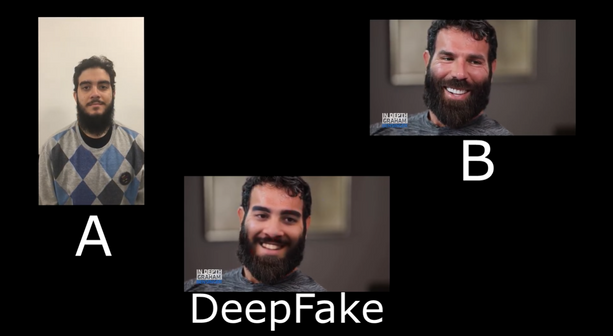 IN DEPTH
GRAHAM
B
A
IN DEPTH
GRAHAM
DeepFake